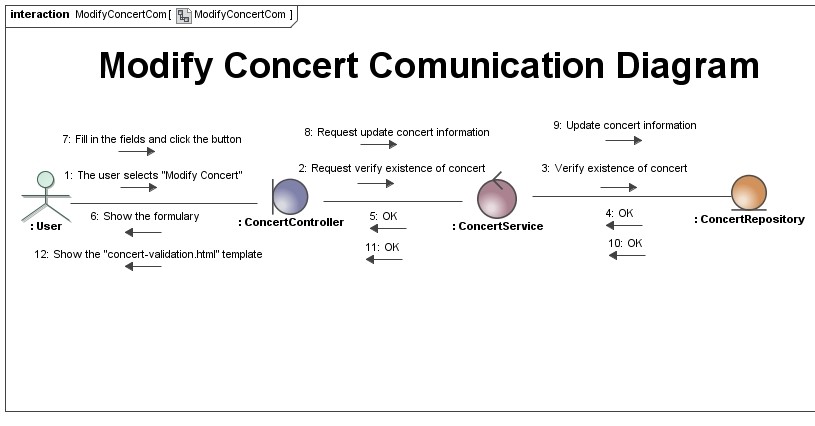 interaction ModifyConcertCom[ ModifyConcertCom ]
Modify Concert Comunication Diagram
7: Fill in the fields and click the button
8: Request update concert information
9: Update concert information
1: The user selects "Modify Concert"
2: Request verify existence of concert
3: Verify existence of concert
6: Show the formulary
5: OK
4: OK
: User
: ConcertController
: ConcertService
: ConcertRepository
12: Show the "concert-validation.html" template
11: OK
10: OK